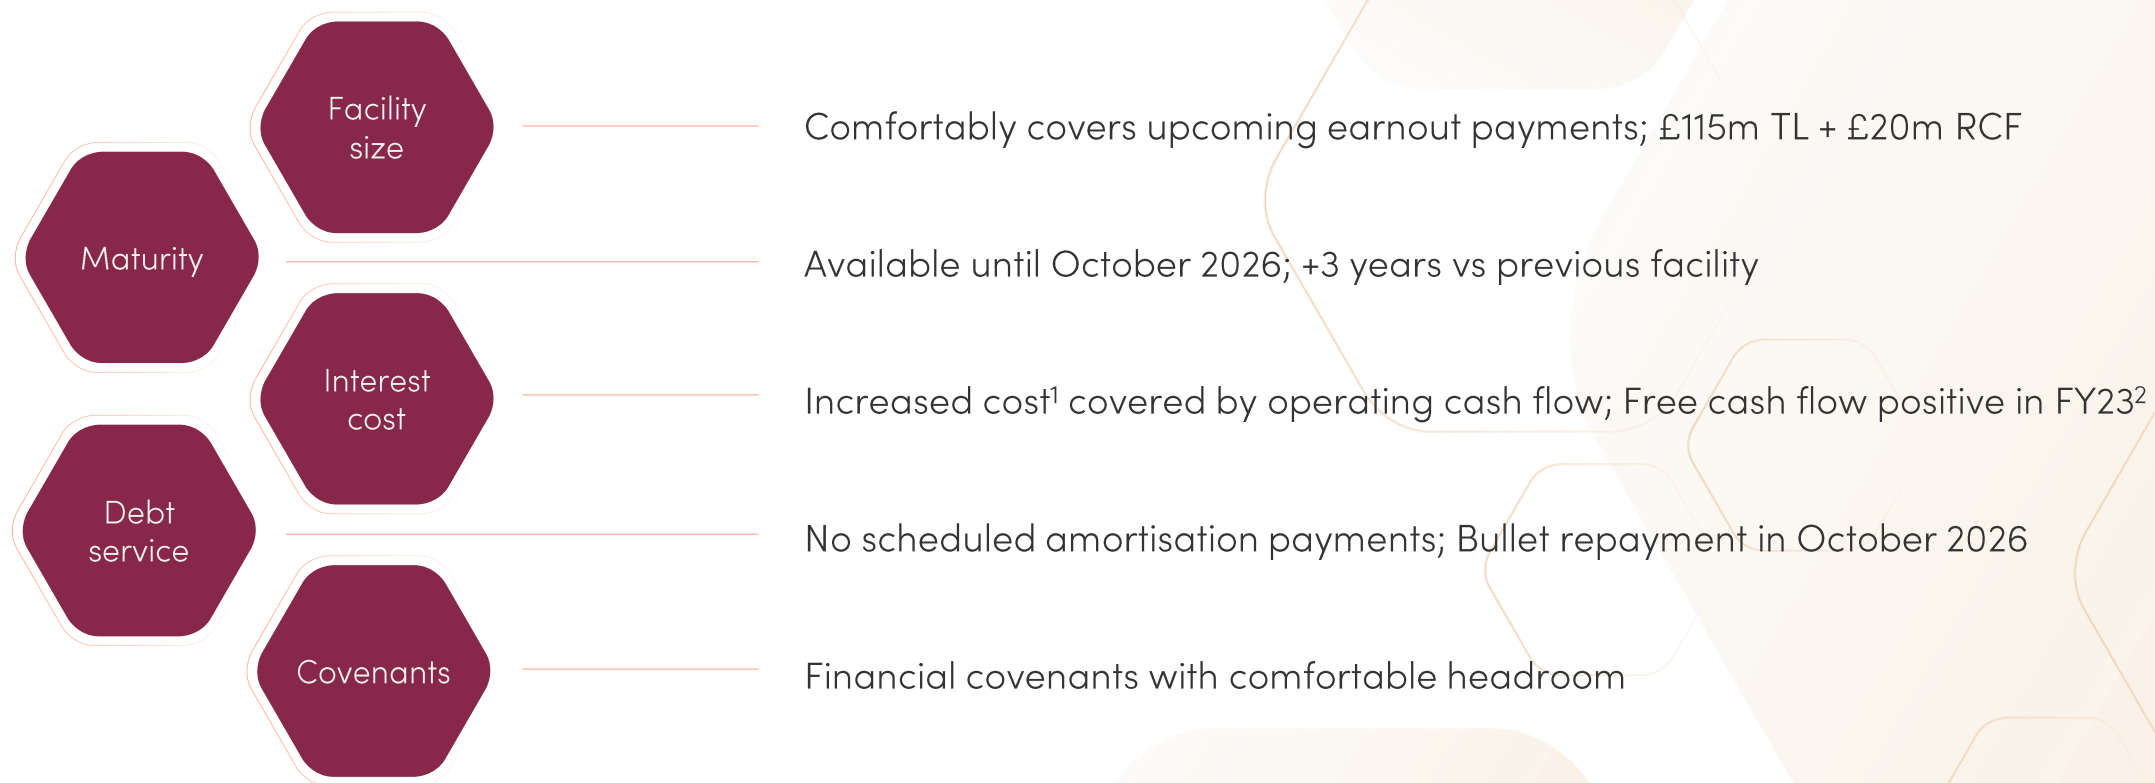 Facility
size
Comfortably covers upcoming earnout payments; £115m TL + £20m RCF
Maturity
Available until October 2026; +3 years vs previous facility
Interest
cost
Increased cost¹ covered by operating cash flow; Free cash flow positive in FY23²
Debt
service
No scheduled amortisation payments; Bullet repayment in October 2026
Covenants
Financial covenants with comfortable headroom